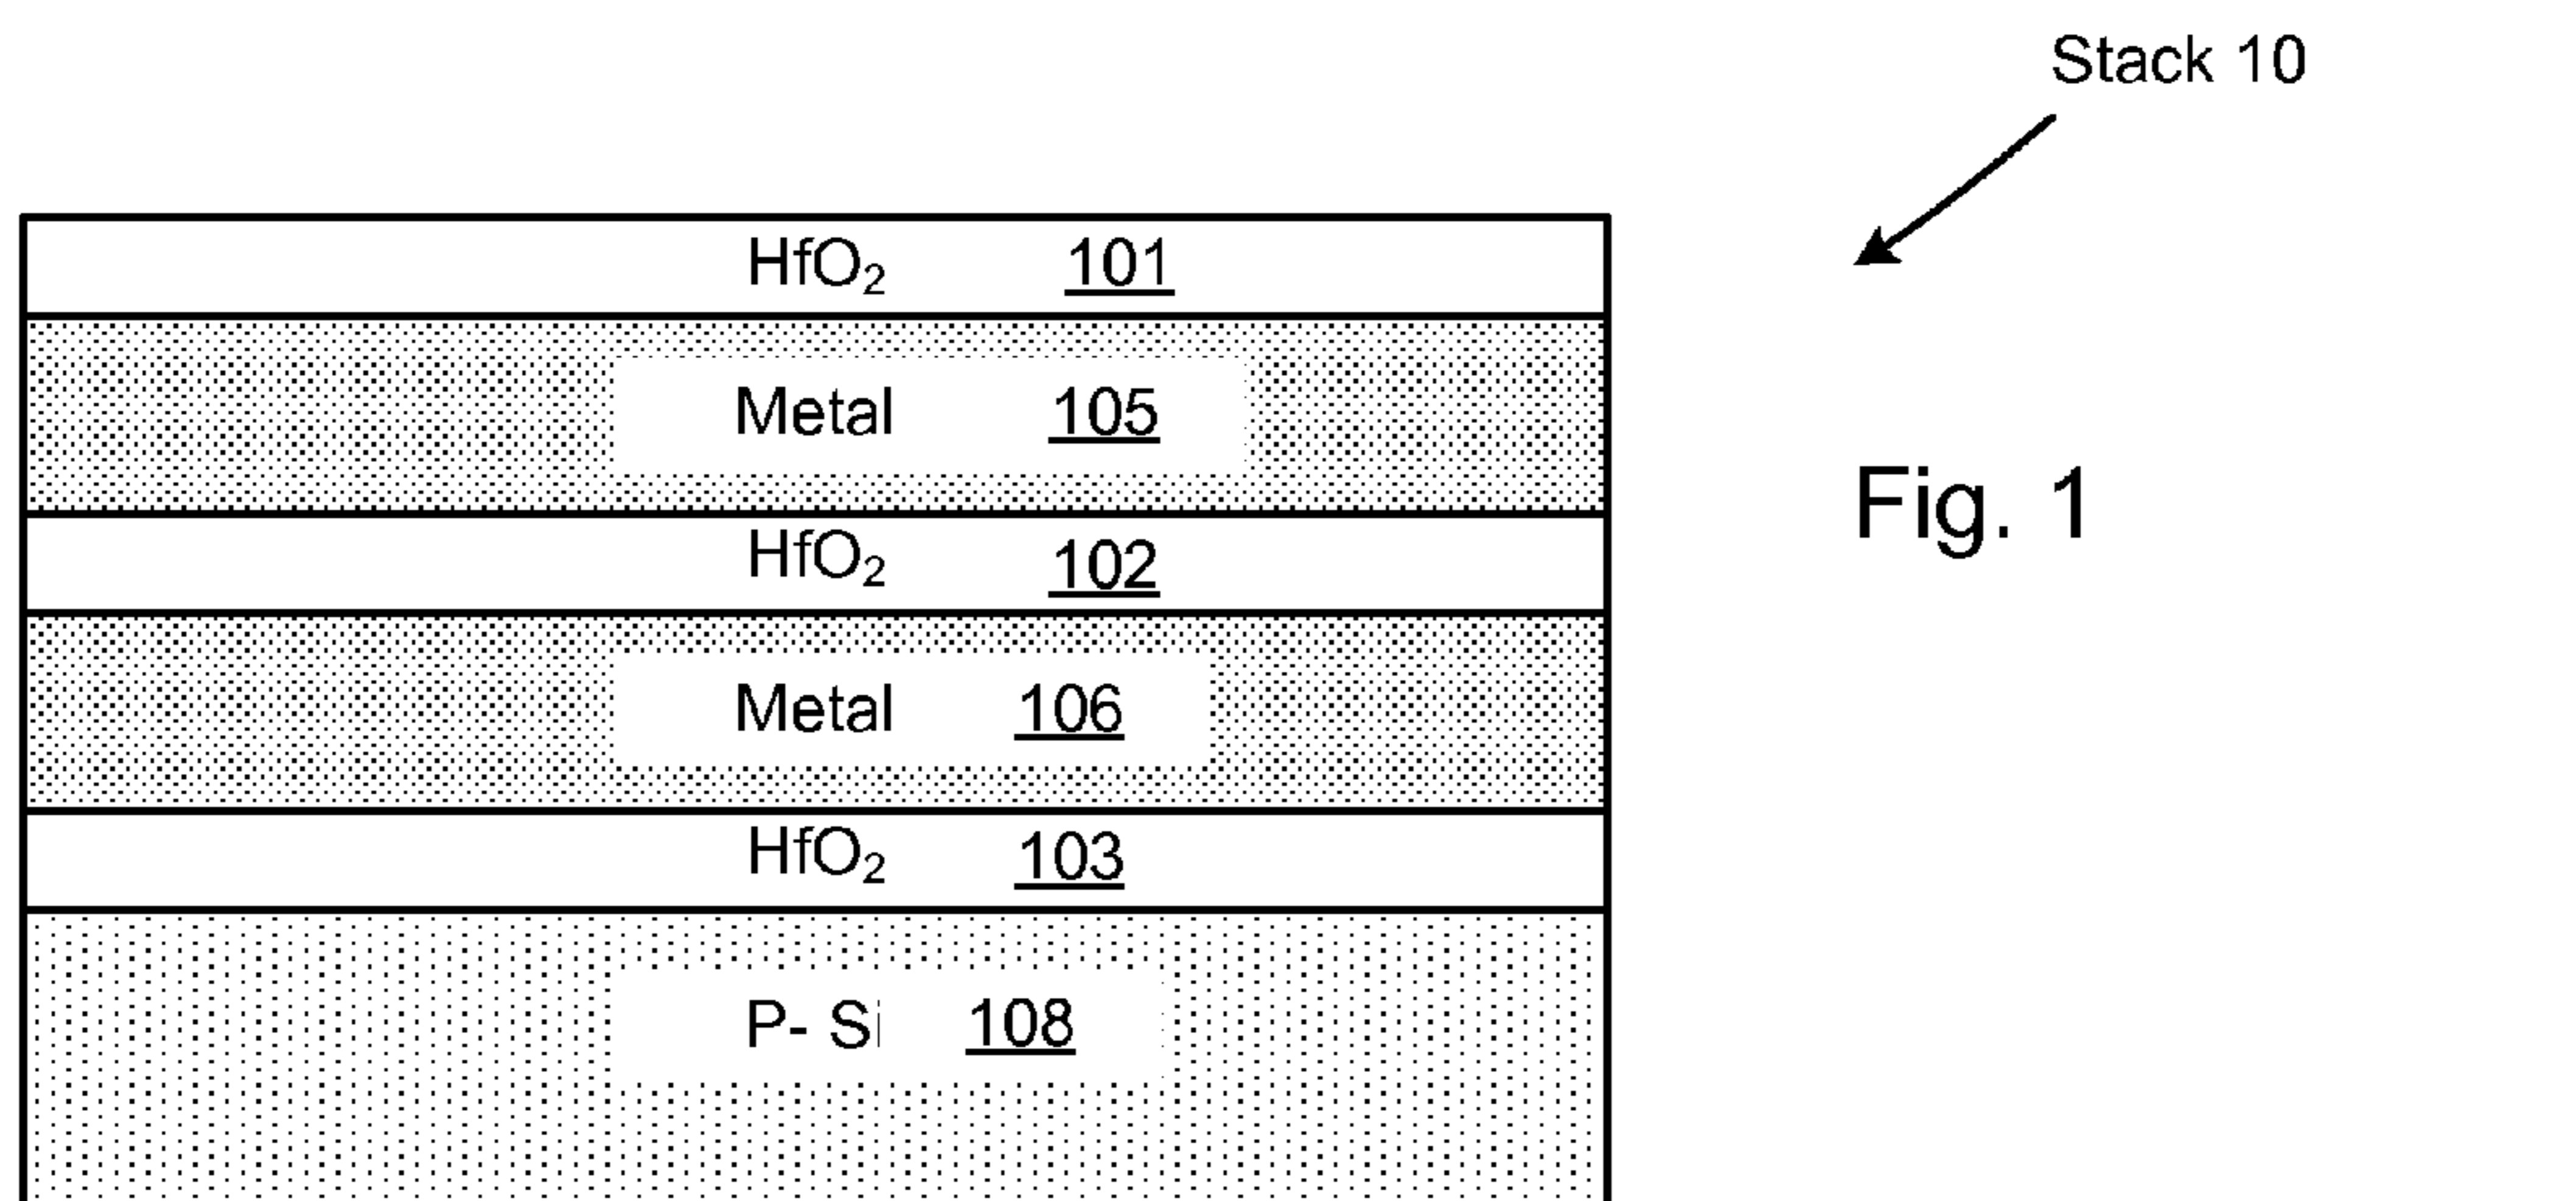 Stack 10
HfO₂ 101
Metal 105
Fig. 1
HfO₂ 102
Metal 106
HfO₂ 103
P- Si 108